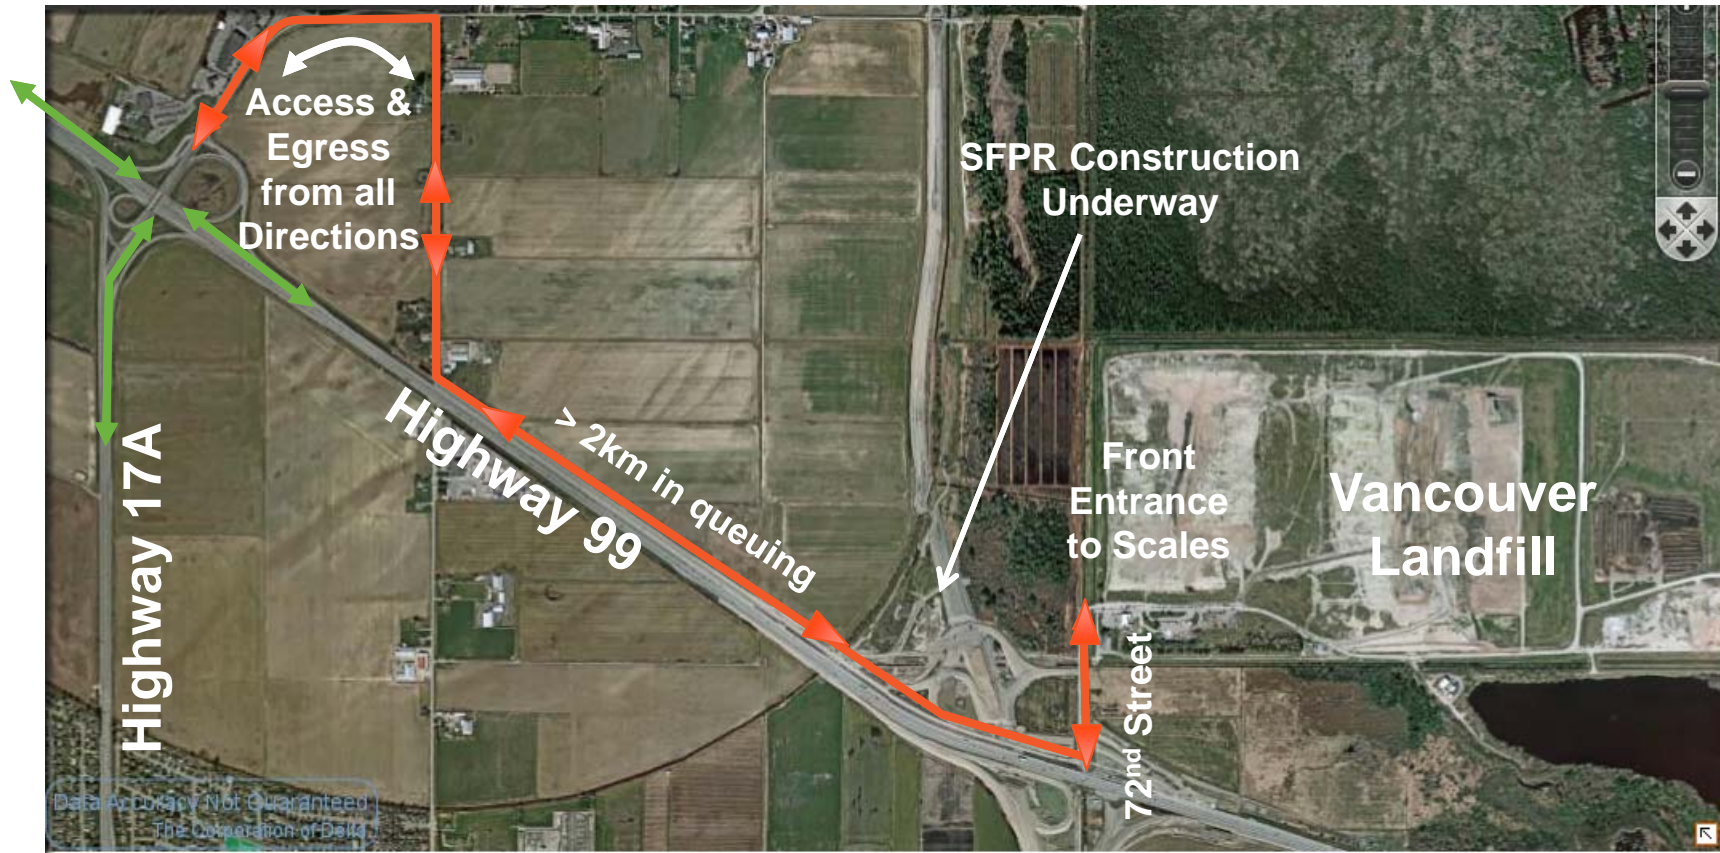 Access &
Egress
from all
Directions
SFPR Construction
Underway
Highway 17A
Highway 99
> 2km in queuing
Front
Entrance
to Scales
Vancouver
Landfill
72nd Street
Data Accuracy Not Guaranteed
The Corporation of Delta